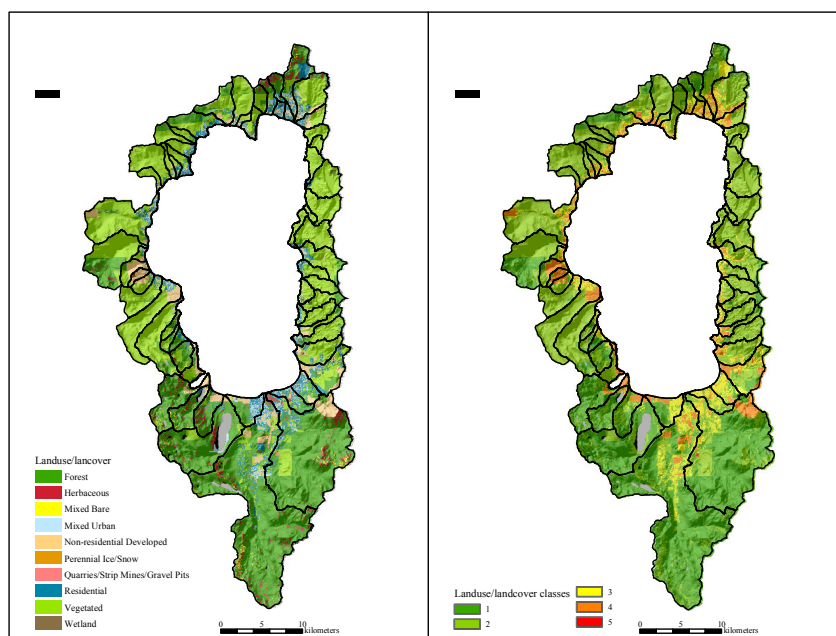 Landuse/lancover
Forest
Herbaceous
Mixed Bare
Mixed Urban
Non-residential Developed
Perennial Ice/Snow
Quarries/Strip Mines/Gravel Pits
Residential
Vegetated
Wetland
0 5 10
kilometers
Landuse/landcover classes
1
2
3
4
5
0 5 10
kilometers